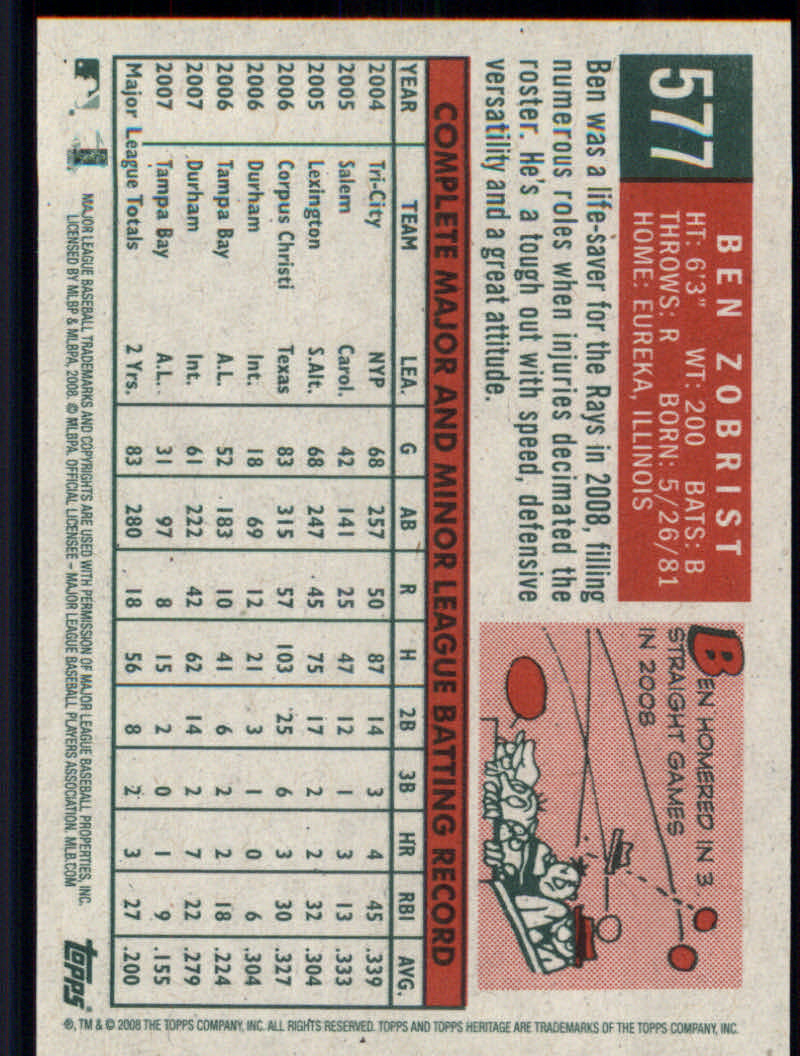 577
BEN ZOBRIST
HT: 6'3" WT: 200 BATS: B
THROWS: R BORN: 5/26/81
HOME: EUREKA, ILLINOIS
Ben was a life-saver for the Rays in 2008, filling
numerous roles when injuries decimated the
roster. He's a tough out with speed, defensive
versatility and a great attitude.
BEN HOMERED IN 3
STRAIGHT GAMES
IN 2008
COMPLETE MAJOR AND MINOR LEAGUE BATTING RECORD
YEAR TEAM LEA. G AB R H 2B 3B HR RBI AVG.
2004 Tri-City NYP 68 257 50 87 14 3 4 45 .339
2005 Salem Carol. 42 141 25 47 12 1 3 13 .333
2005 Lexington S.Atl. 68 247 45 75 17 2 2 32 .304
2006 Corpus Christi Texas 83 315 57 103 25 6 3 30 .327
2006 Durham Int. 18 69 12 21 3 1 0 6 .304
2006 Tampa Bay A.L. 52 183 10 41 6 2 2 18 .224
2007 Durham Int. 61 222 42 62 14 2 7 22 .279
2007 Tampa Bay A.L. 31 97 8 15 2 0 1 9 .155
Major League Totals 2 Yrs. 83 280 18 56 8 2 3 27 .200
MAJOR LEAGUE BASEBALL TRADEMARKS AND COPYRIGHTS ARE USED WITH PERMISSION OF MAJOR LEAGUE BASEBALL PROPERTIES, INC.
LICENSED BY MLBP & MLBPA, 2008. © MLBPA. OFFICIAL LICENSEE – MAJOR LEAGUE BASEBALL PLAYERS ASSOCIATION. MLB.COM
topps
®, TM & © 2008 THE TOPPS COMPANY, INC. ALL RIGHTS RESERVED. TOPPS AND TOPPS HERITAGE ARE TRADEMARKS OF THE TOPPS COMPANY, INC.